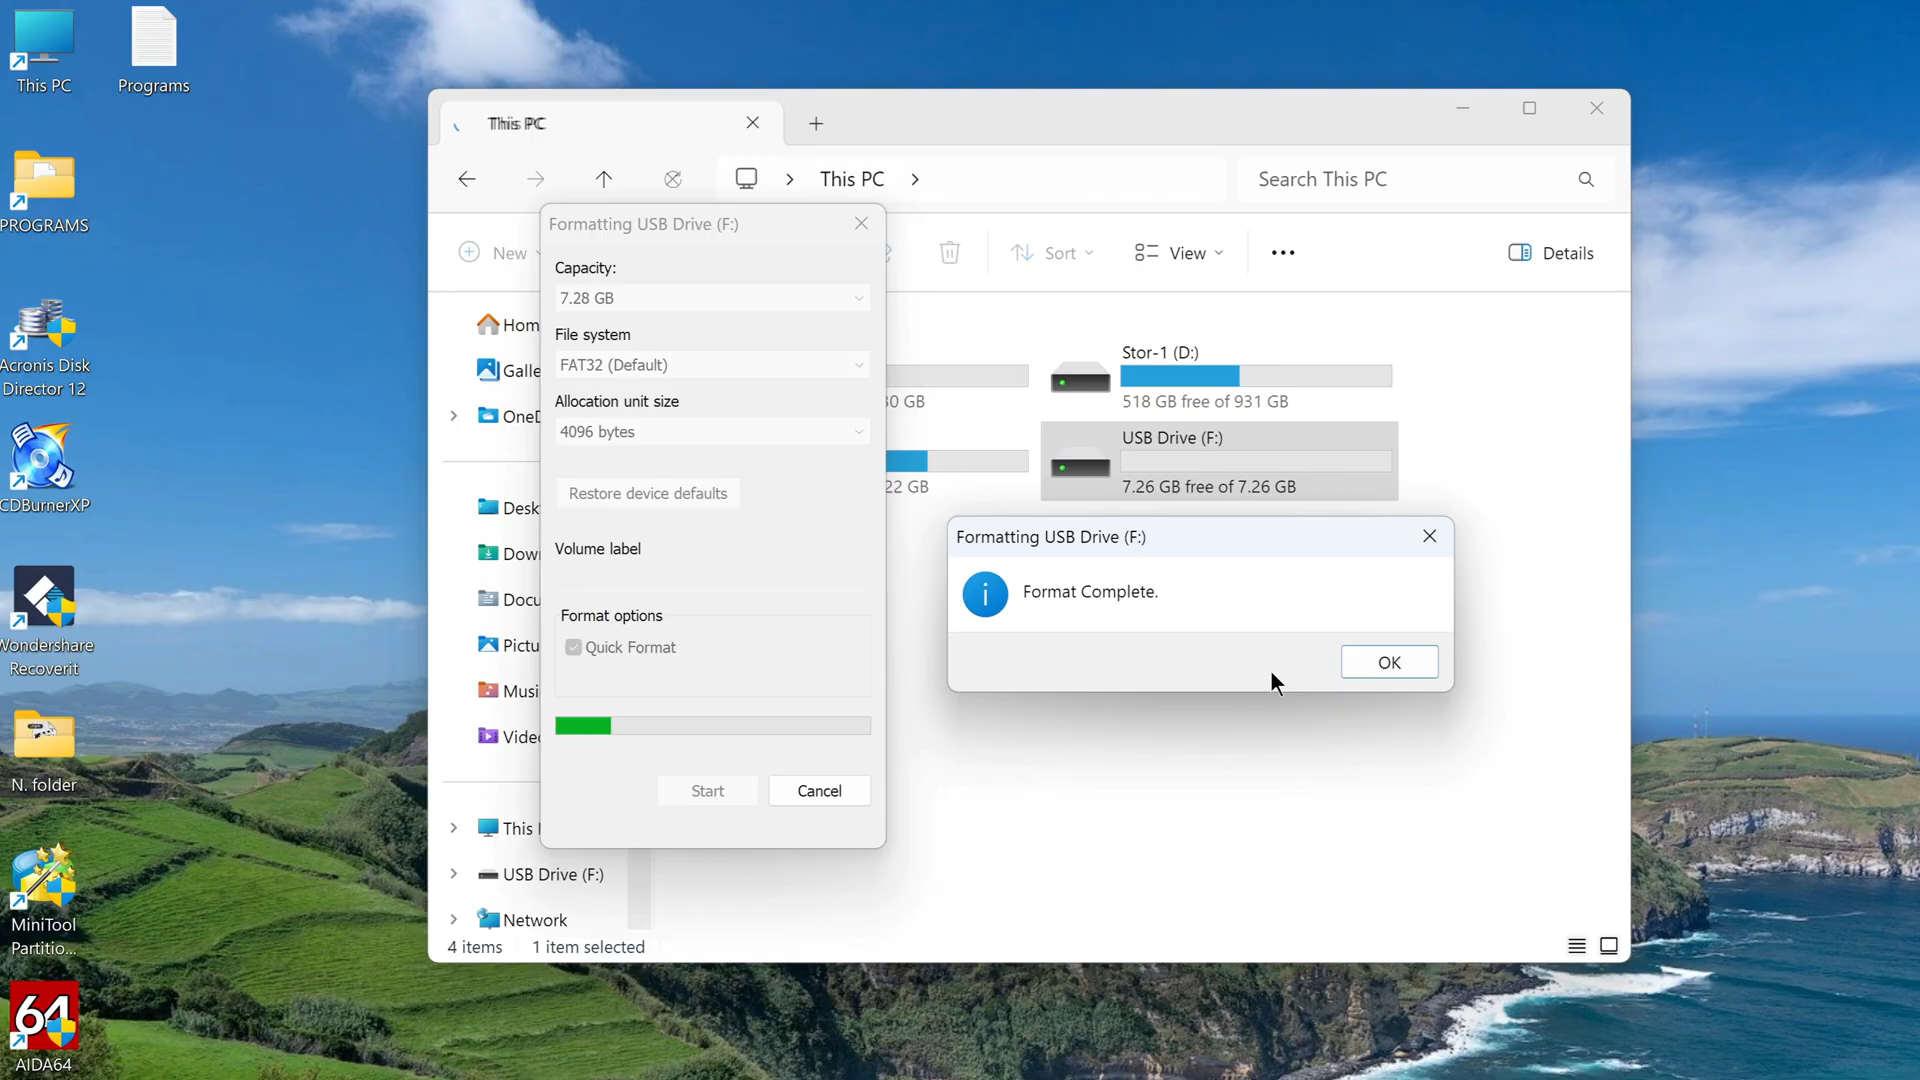 This PC
Programs
PROGRAMS
Acronis Disk
Director 12
CDBurnerXP
Wondershare
Recoverit
N. folder
MiniTool
Partitio...
64
AIDA64
This PC
This PC
Search This PC
New
Sort
View
Details
Formatting USB Drive (F:)
Capacity:
7.28 GB
File system
FAT32 (Default)
Allocation unit size
4096 bytes
Restore device defaults
Volume label
Format options
Quick Format
Start
Cancel
Hom
Galle
OneD
Desk
Down
Docu
Pictu
Musi
Vide
This
USB Drive (F:)
Network
4 items
1 item selected
0 GB
22 GB
Stor-1 (D:)
518 GB free of 931 GB
USB Drive (F:)
7.26 GB free of 7.26 GB
Formatting USB Drive (F:)
Format Complete.
OK